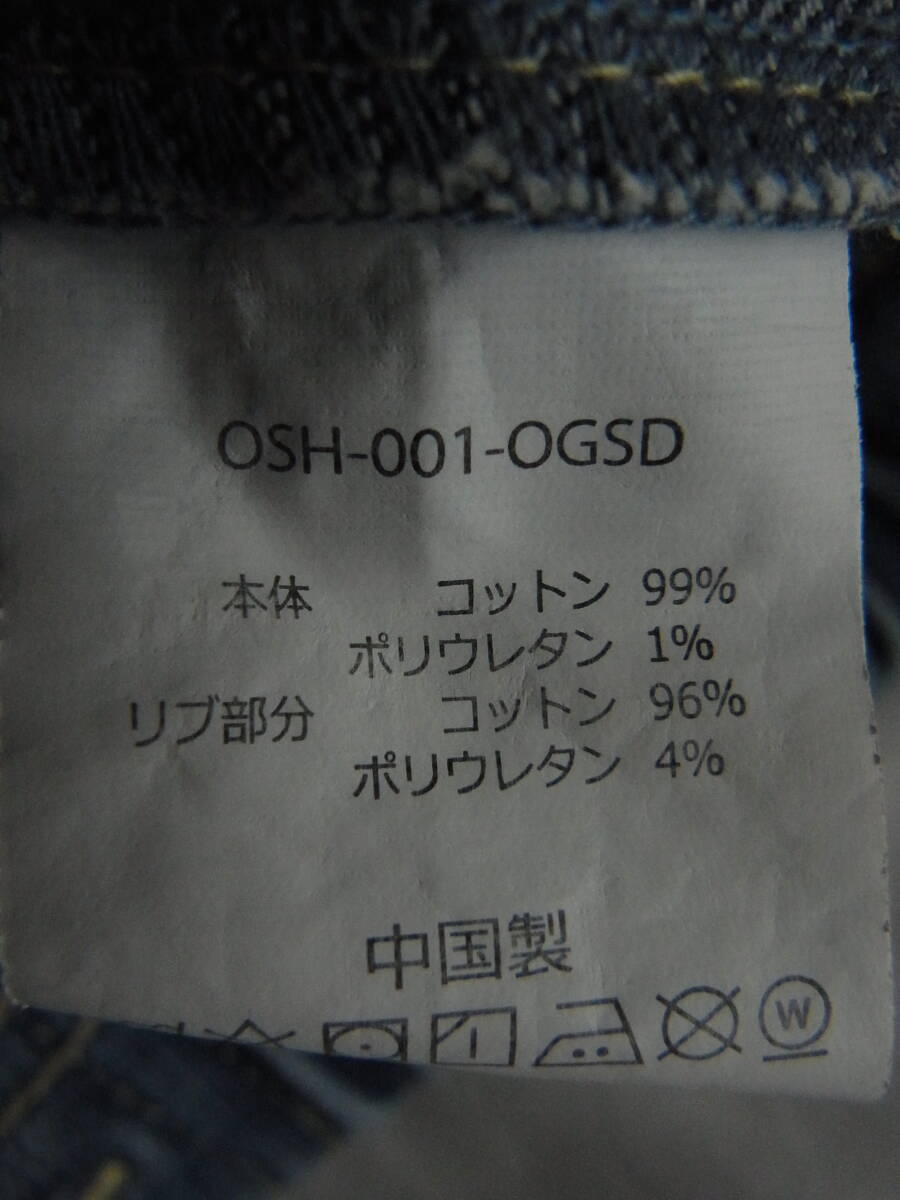 OSH-001-OGSD
本体 コットン 99%
ポリウレタン 1%
リブ部分 コットン 96%
ポリウレタン 4%
中国製
W